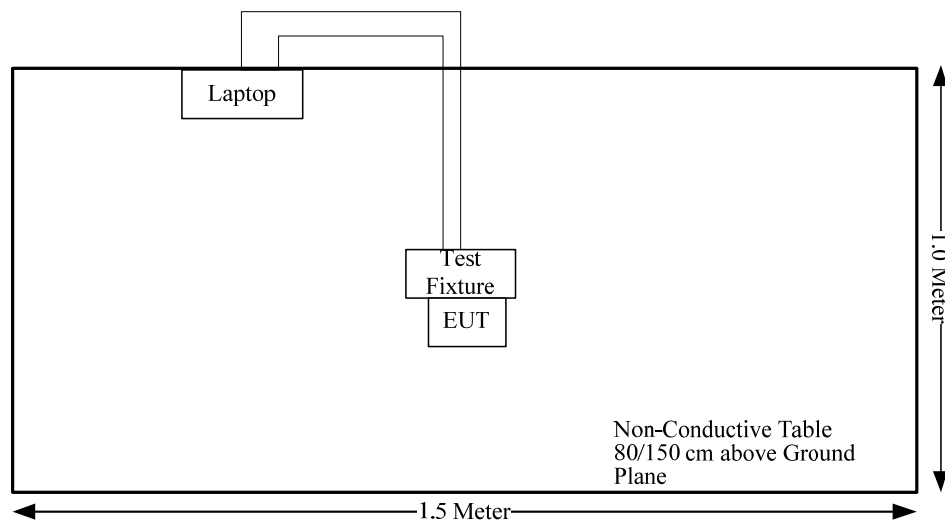 Laptop
Test
Fixture
EUT
1.0 Meter
Non-Conductive Table
80/150 cm above Ground
Plane
1.5 Meter